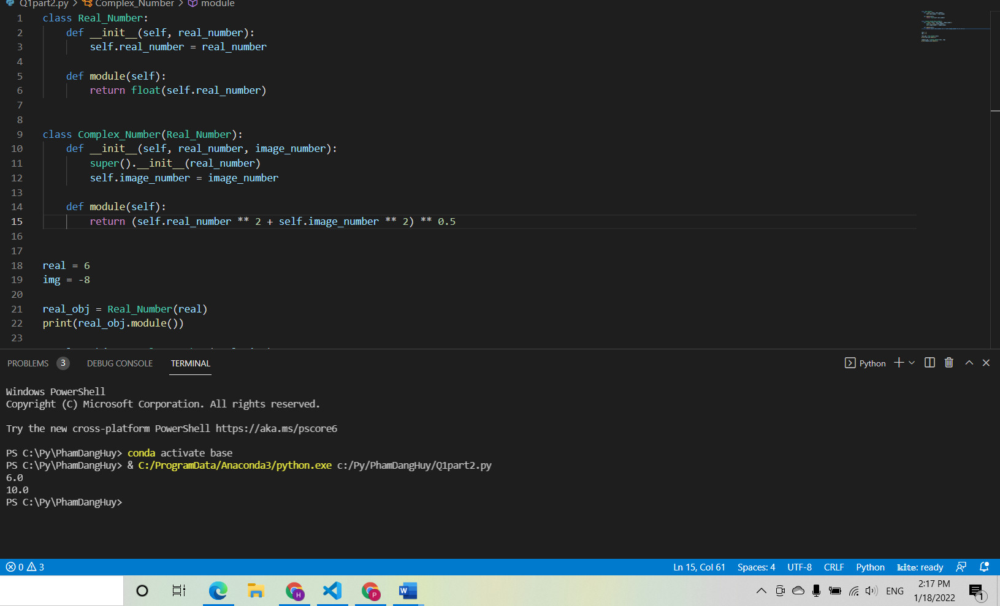 Q1part2.py > Complex_Number > module
1 class Real_Number:
2 def __init__(self, real_number):
3 self.real_number = real_number
4
5 def module(self):
6 return float(self.real_number)
7
8
9 class Complex_Number(Real_Number):
10 def __init__(self, real_number, image_number):
11 super().__init__(real_number)
12 self.image_number = image_number
13
14 def module(self):
15 return (self.real_number ** 2 + self.image_number ** 2) ** 0.5
16
17
18 real = 6
19 img = -8
20
21 real_obj = Real_Number(real)
22 print(real_obj.module())
23
PROBLEMS 3 DEBUG CONSOLE TERMINAL Python
Windows PowerShell
Copyright (C) Microsoft Corporation. All rights reserved.
Try the new cross-platform PowerShell https://aka.ms/pscore6
PS C:\Py\PhamDangHuy> conda activate base
PS C:\Py\PhamDangHuy> & C:/ProgramData/Anaconda3/python.exe c:/Py/PhamDangHuy/Q1part2.py
6.0
10.0
PS C:\Py\PhamDangHuy>
0 3 Ln 15, Col 61 Spaces: 4 UTF-8 CRLF Python kite: ready
H P W ENG 2:17 PM
1/18/2022 1